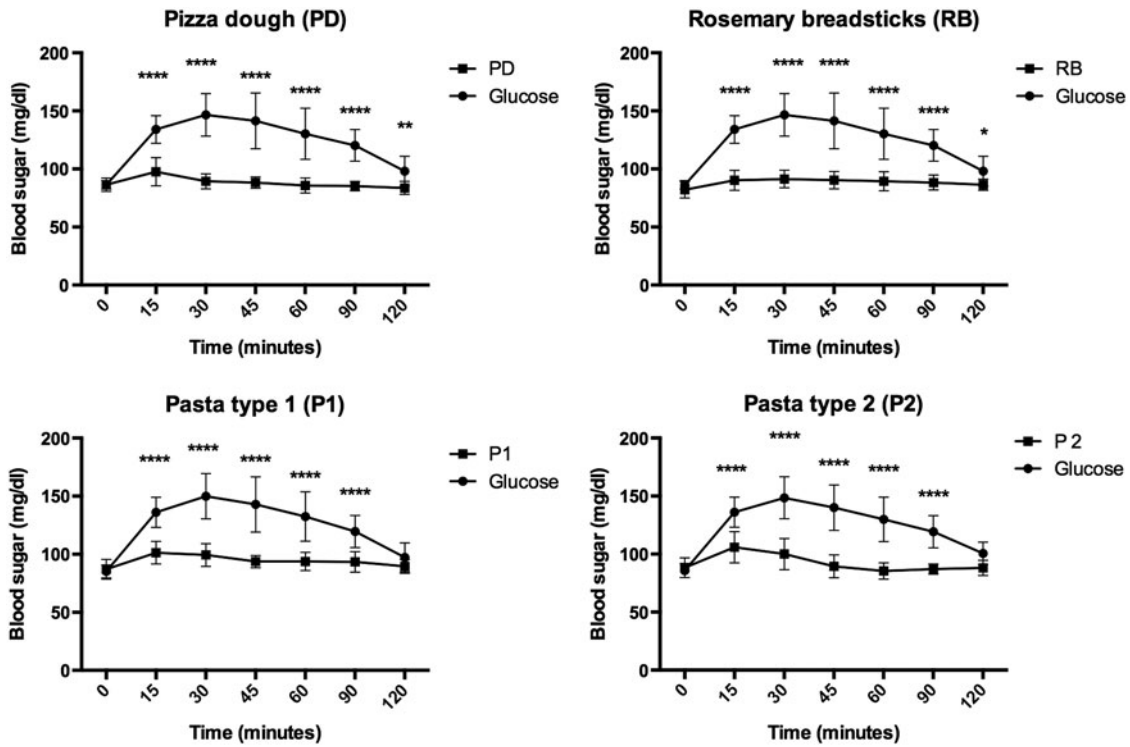 Pizza dough (PD)
200
150
100
50
0
Blood sugar (mg/dl)
**** **** **** **** **** **
PD
Glucose
0 15 30 45 60 90 120
Time (minutes)
Rosemary breadsticks (RB)
200
150
100
50
0
Blood sugar (mg/dl)
**** **** **** **** **** *
RB
Glucose
0 15 30 45 60 90 120
Time (minutes)
Pasta type 1 (P1)
200
150
100
50
0
Blood sugar (mg/dl)
**** **** **** **** ****
P1
Glucose
0 15 30 45 60 90 120
Time (minutes)
Pasta type 2 (P2)
200
150
100
50
0
Blood sugar (mg/dl)
**** **** **** **** ****
P 2
Glucose
0 15 30 45 60 90 120
Time (minutes)